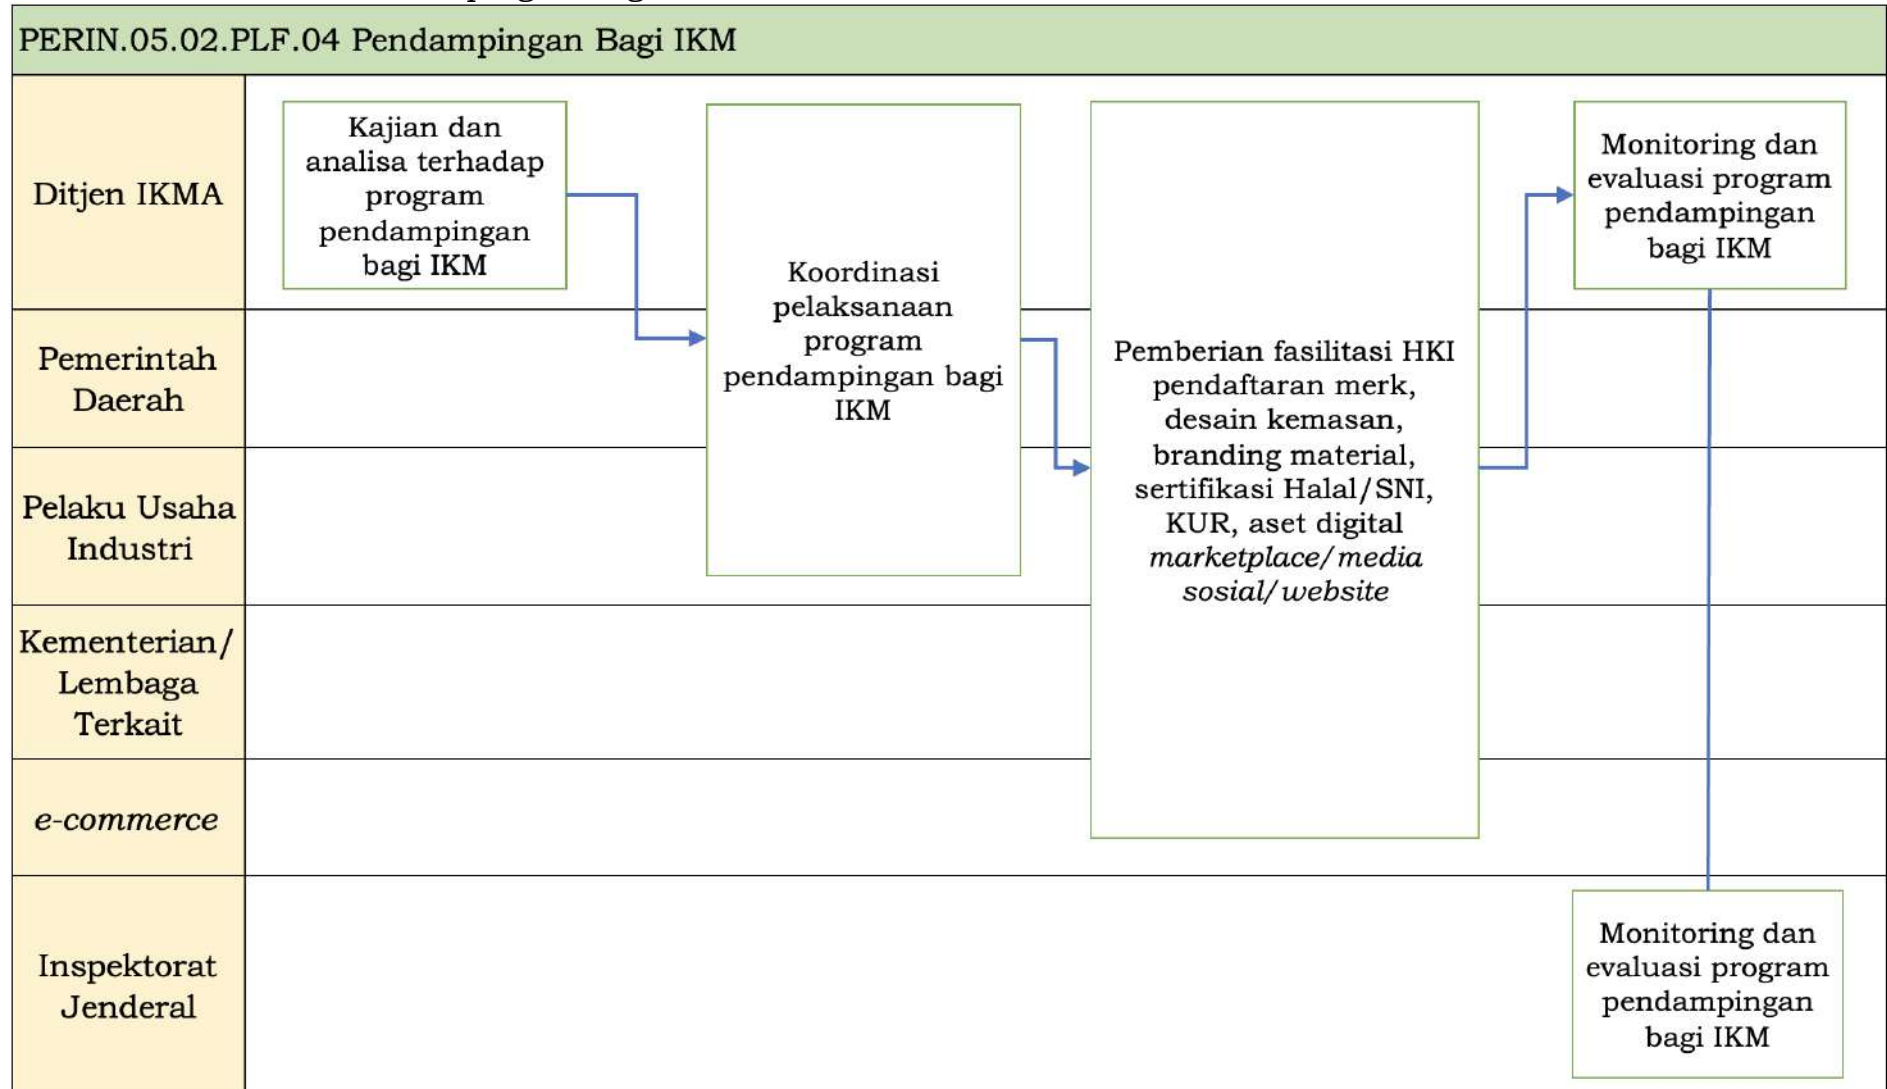 PERIN.05.02.PLF.04 Pendampingan Bagi IKM
Ditjen IKMA
Kajian dan
analisa terhadap
program
pendampingan
bagi IKM
Koordinasi
pelaksanaan
program
pendampingan bagi
IKM
Pemberian fasilitasi HKI
pendaftaran merk,
desain kemasan,
branding material,
sertifikasi Halal/SNI,
KUR, aset digital
marketplace/media
sosial/website
Monitoring dan
evaluasi program
pendampingan
bagi IKM
Pemerintah
Daerah
Pelaku Usaha
Industri
Kementerian/
Lembaga
Terkait
e-commerce
Inspektorat
Jenderal
Monitoring dan
evaluasi program
pendampingan
bagi IKM